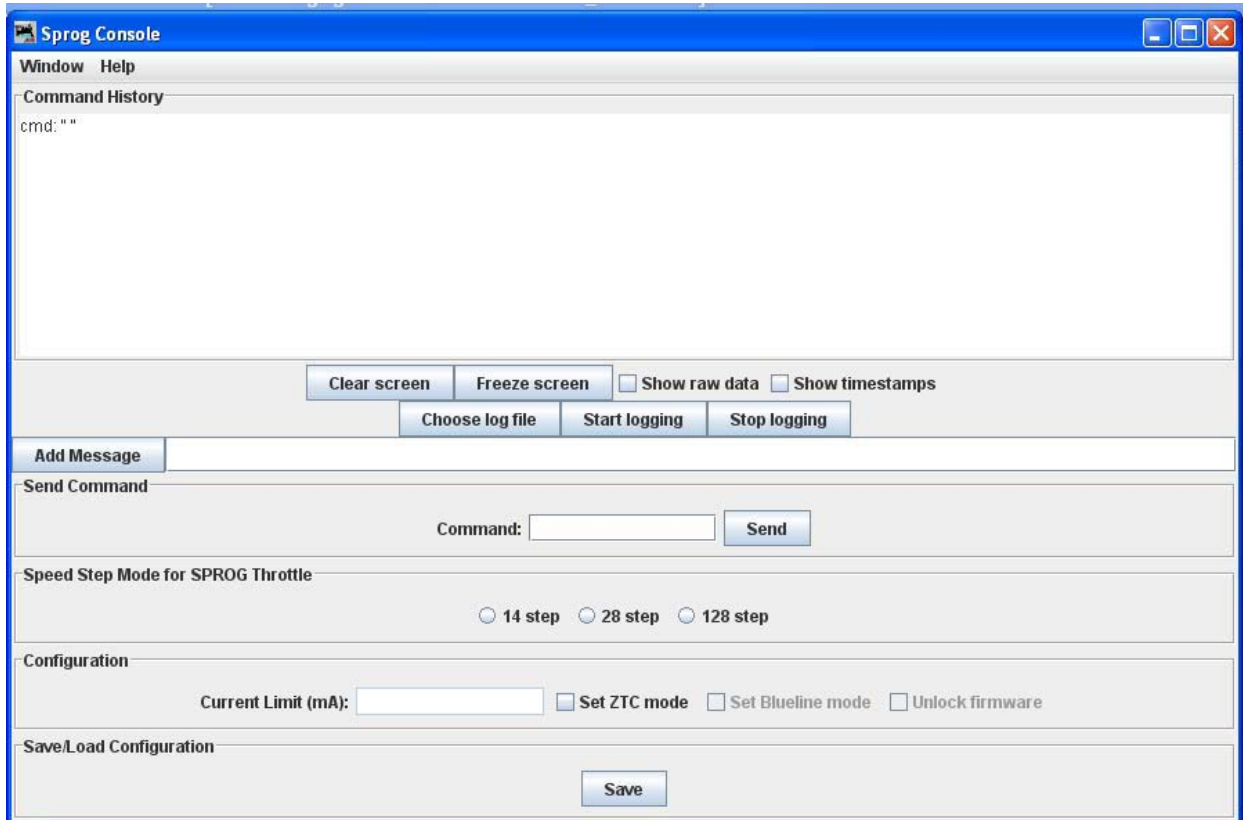 Sprog Console
Window Help
Command History
cmd: " "
Clear screen Freeze screen Show raw data Show timestamps
Choose log file Start logging Stop logging
Add Message
Send Command
Command: Send
Speed Step Mode for SPROG Throttle
14 step 28 step 128 step
Configuration
Current Limit (mA): Set ZTC mode Set Blueline mode Unlock firmware
Save/Load Configuration
Save